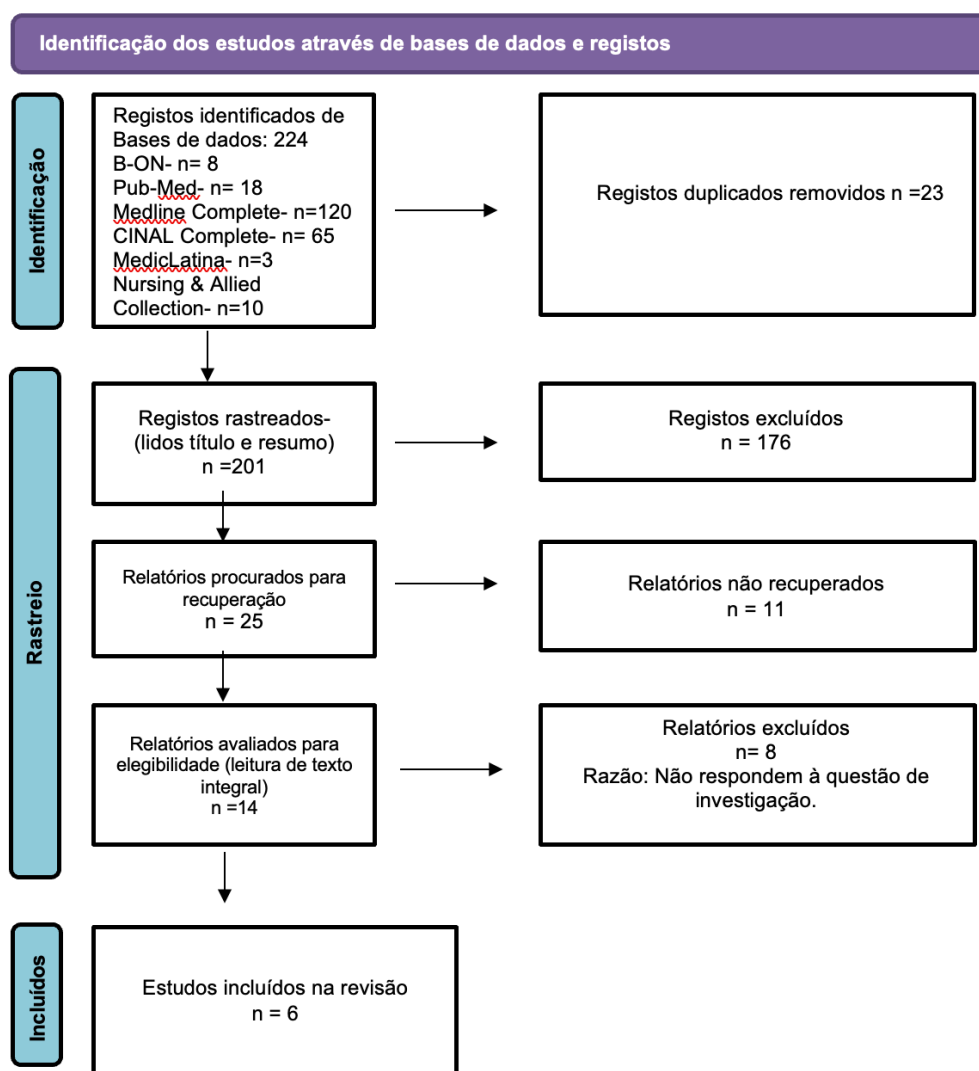 Identificação dos estudos através de bases de dados e registos
Identificação
Registos identificados de
Bases de dados: 224
B-ON- n= 8
Pub-Med- n= 18
Medline Complete- n=120
CINAL Complete- n= 65
MedicLatina- n=3
Nursing & Allied
Collection- n=10
Registos duplicados removidos n =23
Rastreio
Registos rastreados-
(lidos título e resumo)
n =201
Registos excluídos
n = 176
Relatórios procurados para
recuperação
n = 25
Relatórios não recuperados
n = 11
Relatórios avaliados para
elegibilidade (leitura de texto
integral)
n =14
Relatórios excluídos
n= 8
Razão: Não respondem à questão de
investigação.
Incluídos
Estudos incluídos na revisão
n = 6